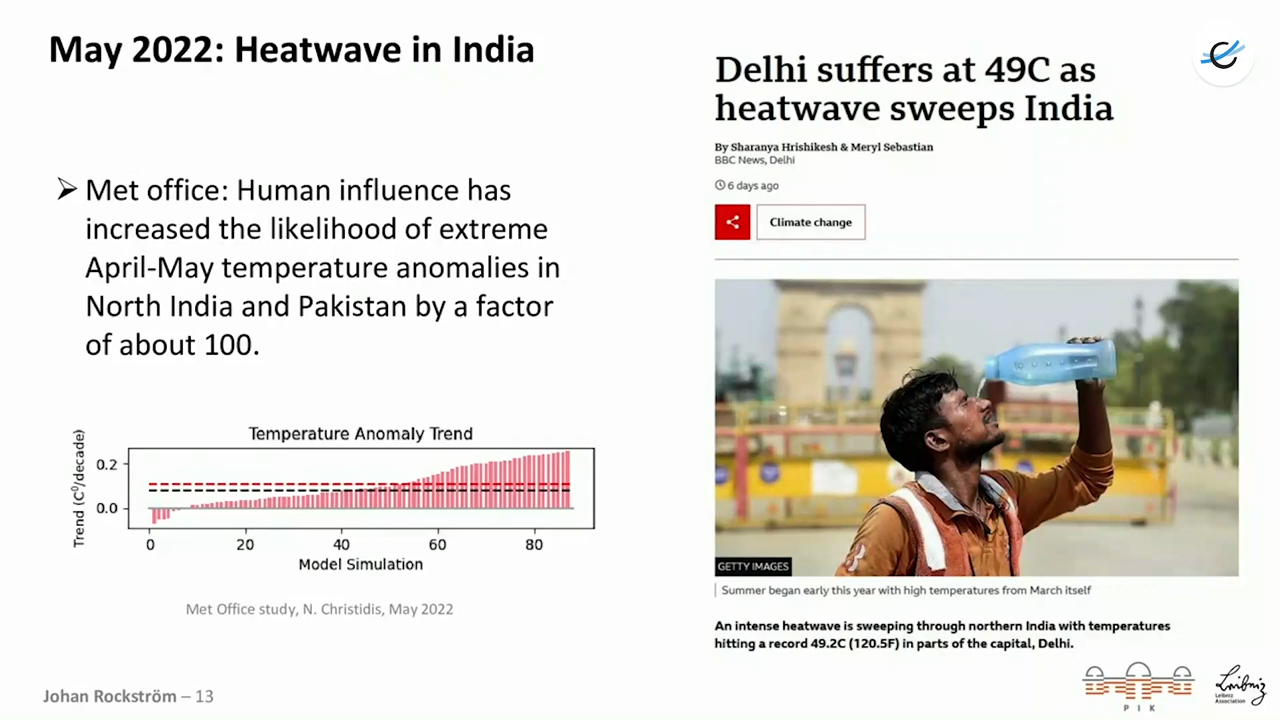 May 2022: Heatwave in India
➢ Met office: Human influence has
increased the likelihood of extreme
April-May temperature anomalies in
North India and Pakistan by a factor
of about 100.
Temperature Anomaly Trend
Trend (C⁰/decade)
0.2
0.0
0 20 40 60 80
Model Simulation
Met Office study, N. Christidis, May 2022
Johan Rockström – 13
Delhi suffers at 49C as
heatwave sweeps India
By Sharanya Hrishikesh & Meryl Sebastian
BBC News, Delhi
6 days ago
Climate change
GETTY IMAGES
Summer began early this year with high temperatures from March itself
An intense heatwave is sweeping through northern India with temperatures
hitting a record 49.2C (120.5F) in parts of the capital, Delhi.
P I K
Leibniz
Leibniz
Association